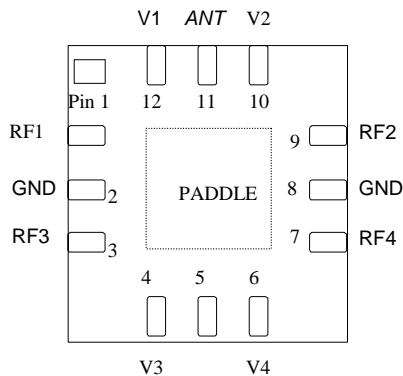 V1 ANT V2
Pin 1 12 11 10
RF1 9 RF2
GND 2 PADDLE 8 GND
RF3 3 7 RF4
4 5 6
V3 V4